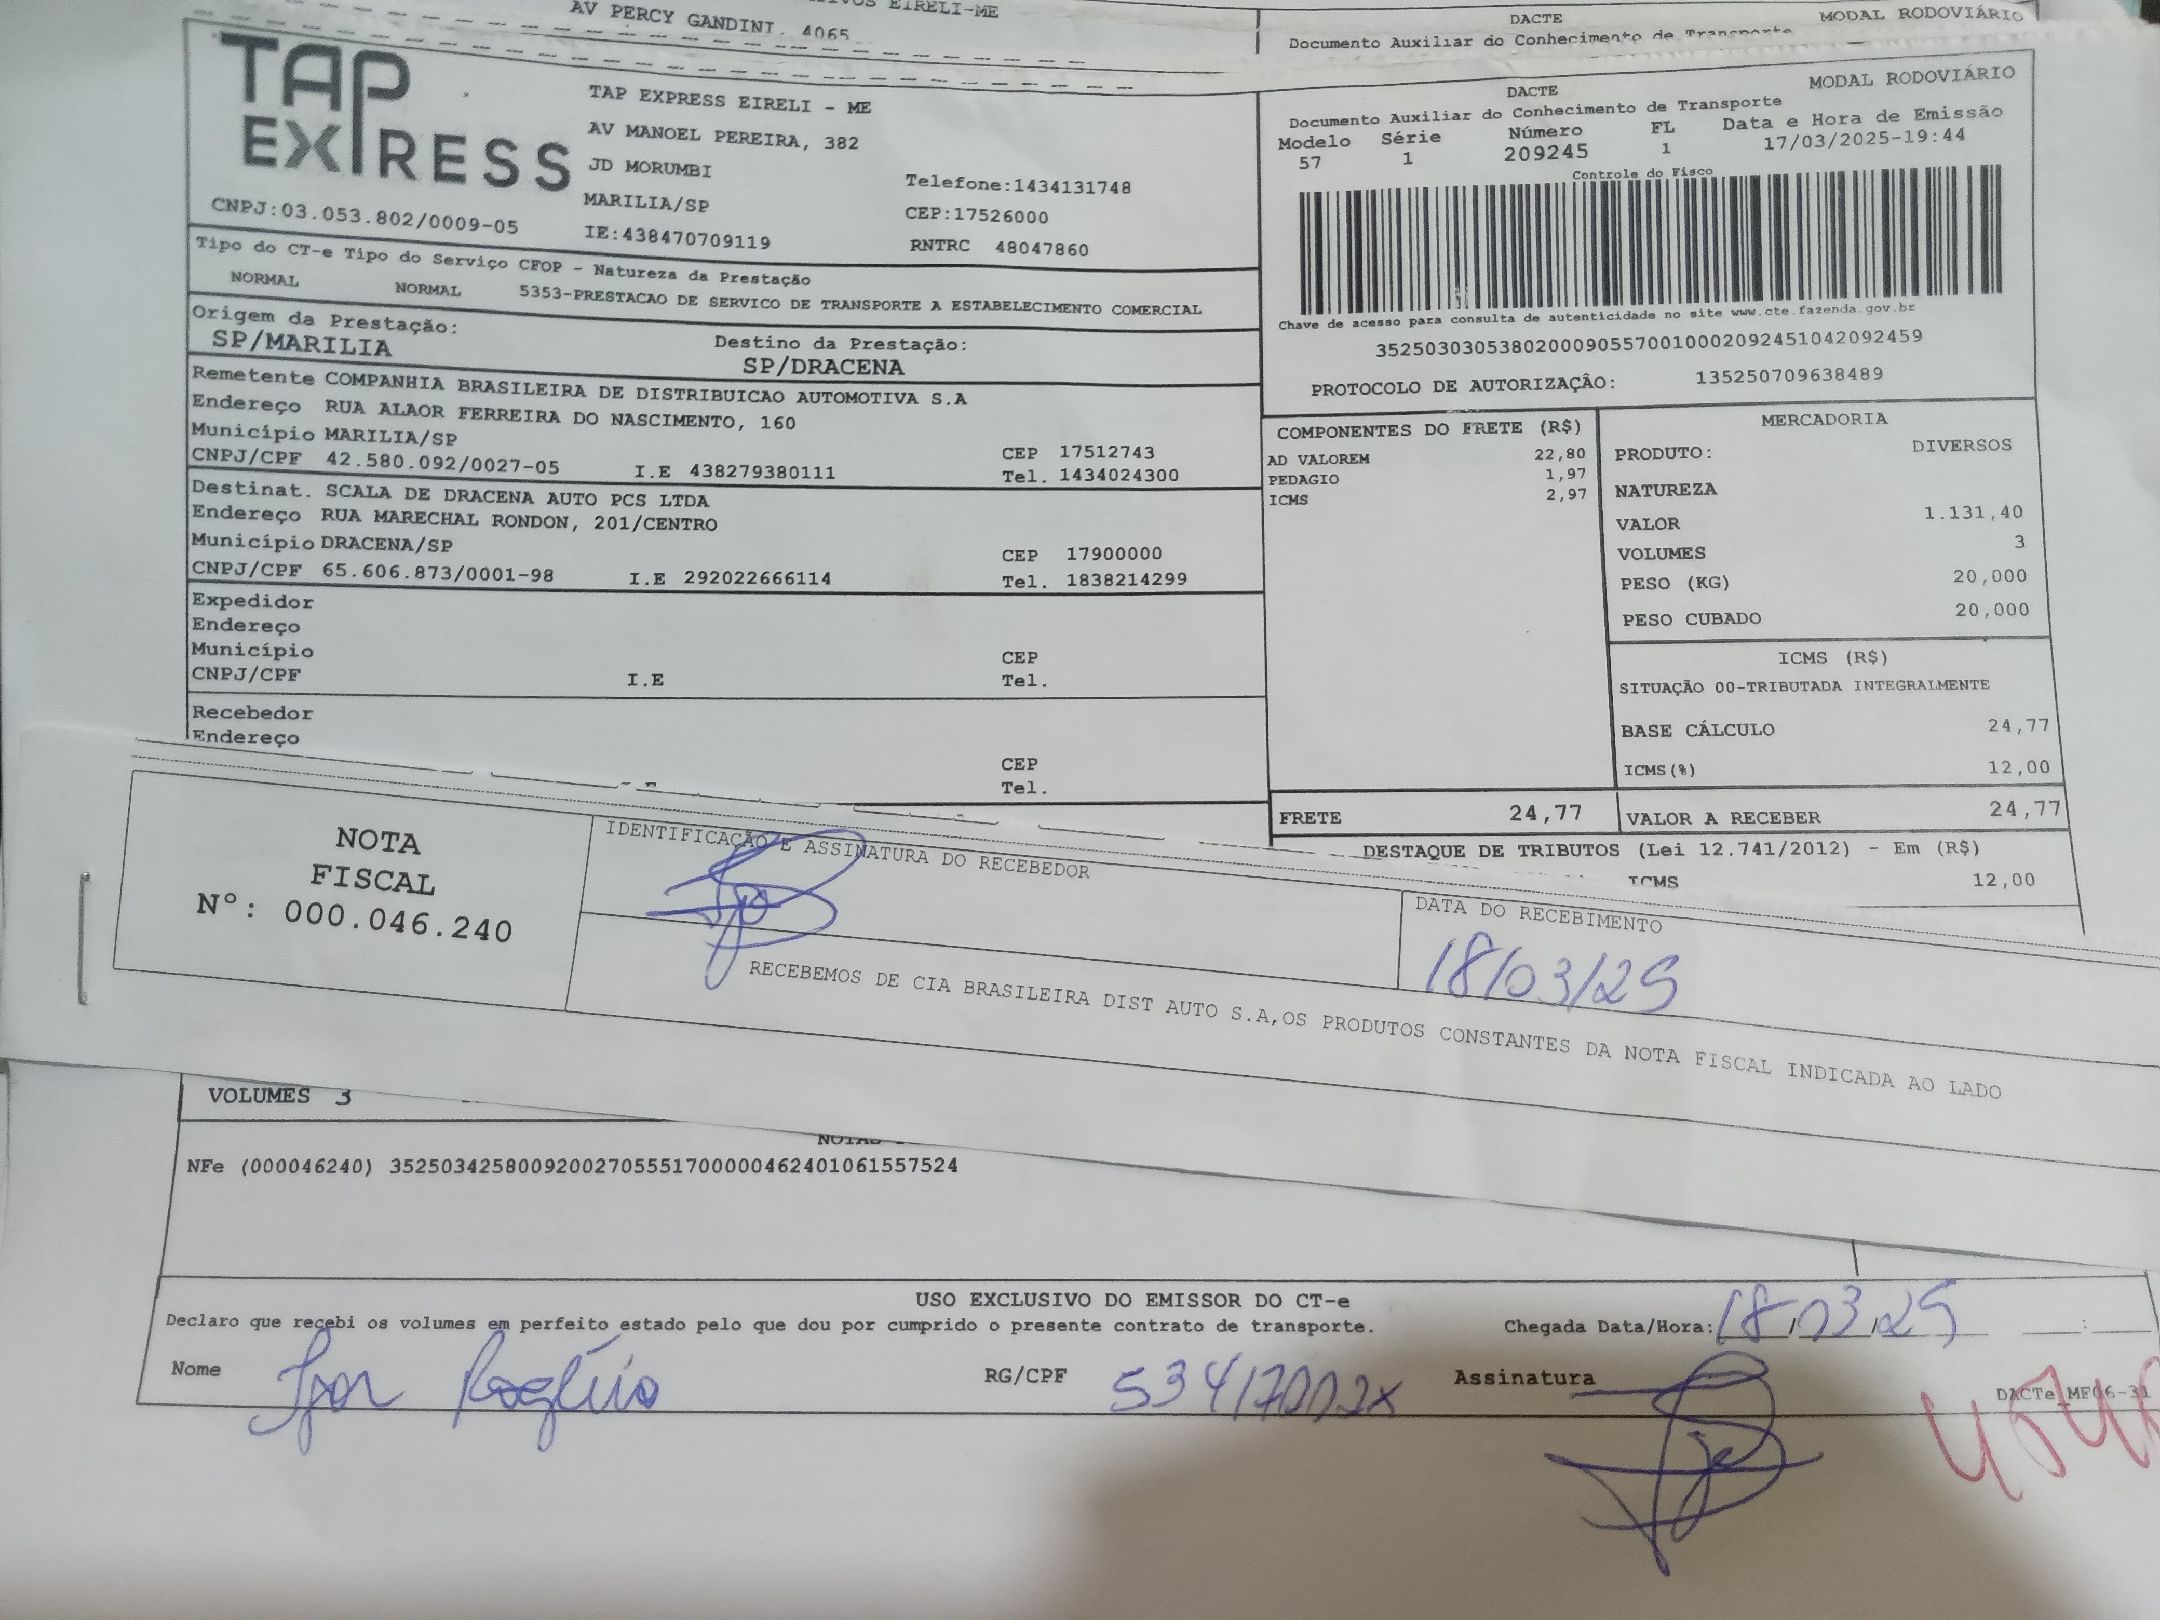 EIRELI-ME
AV PERCY GANDINI, 4065
DACTE
MODAL RODOVIÁRIO
Documento Auxiliar do Conhecimento de Transporte
TAP
EXPRESS
CNPJ:03.053.802/0009-05
TAP EXPRESS EIRELI - ME
AV MANOEL PEREIRA, 382
JD MORUMBI
Telefone:1434131748
MARILIA/SP
CEP:17526000
IE:438470709119
RNTRC 48047860
DACTE
MODAL RODOVIÁRIO
Documento Auxiliar do Conhecimento de Transporte
Modelo Série Número FL Data e Hora de Emissão
57 1 209245 1 17/03/2025-19:44
Controle do Fisco
Chave de acesso para consulta de autenticidade no site www.cte.fazenda.gov.br
35250303053802000905570010002092451042092459
PROTOCOLO DE AUTORIZAÇÂO: 135250709638489
Tipo do CT-e Tipo do Serviço CFOP - Natureza da Prestação
NORMAL NORMAL 5353-PRESTACAO DE SERVICO DE TRANSPORTE A ESTABELECIMENTO COMERCIAL
Origem da Prestação:
SP/MARILIA
Destino da Prestação:
SP/DRACENA
Remetente COMPANHIA BRASILEIRA DE DISTRIBUICAO AUTOMOTIVA S.A
Endereço RUA ALAOR FERREIRA DO NASCIMENTO, 160
Município MARILIA/SP CEP 17512743
CNPJ/CPF 42.580.092/0027-05 I.E 438279380111 Tel. 1434024300
Destinat. SCALA DE DRACENA AUTO PCS LTDA
Endereço RUA MARECHAL RONDON, 201/CENTRO
Município DRACENA/SP CEP 17900000
CNPJ/CPF 65.606.873/0001-98 I.E 292022666114 Tel. 1838214299
Expedidor
Endereço
Município CEP
CNPJ/CPF I.E Tel.
Recebedor
Endereço
CEP
Tel.
COMPONENTES DO FRETE (R$)
AD VALOREM 22,80
PEDAGIO 1,97
ICMS 2,97
MERCADORIA
PRODUTO: DIVERSOS
NATUREZA
VALOR 1.131,40
VOLUMES 3
PESO (KG) 20,000
PESO CUBADO 20,000
ICMS (R$)
SITUAÇÃO 00-TRIBUTADA INTEGRALMENTE
BASE CÁLCULO 24,77
ICMS(%) 12,00
FRETE 24,77 VALOR A RECEBER 24,77
DESTAQUE DE TRIBUTOS (Lei 12.741/2012) - Em (R$)
ICMS 12,00
NOTA
FISCAL
N°: 000.046.240
IDENTIFICAÇÃO E ASSINATURA DO RECEBEDOR
DATA DO RECEBIMENTO
18/03/25
RECEBEMOS DE CIA BRASILEIRA DIST AUTO S.A,OS PRODUTOS CONSTANTES DA NOTA FISCAL INDICADA AO LADO
VOLUMES 3
NFe (000046240) 35250342580092002705551700000462401061557524
USO EXCLUSIVO DO EMISSOR DO CT-e
Declaro que recebi os volumes em perfeito estado pelo que dou por cumprido o presente contrato de transporte.
Chegada Data/Hora: 18/03/25
Nome Igor Rogério RG/CPF Assinatura
DACTe MF06-31